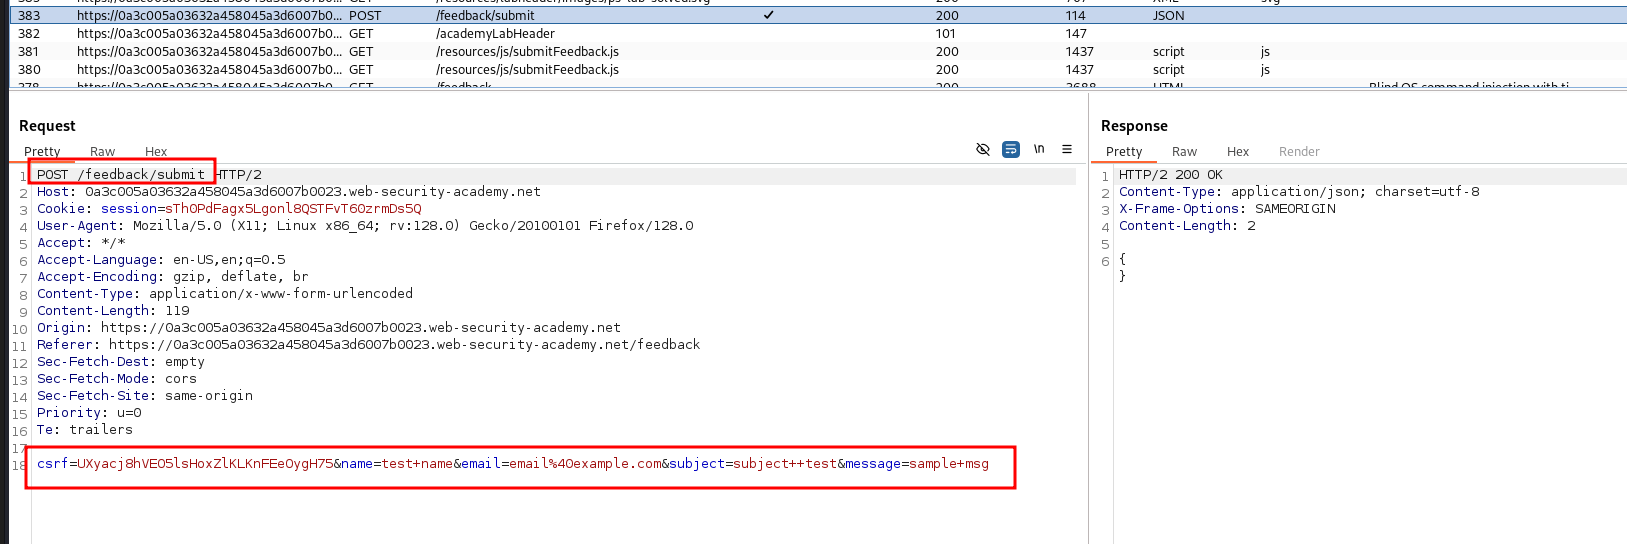 383 https://0a3c005a03632a458045a3d6007b0... POST /feedback/submit ✓ 200 114 JSON
382 https://0a3c005a03632a458045a3d6007b0... GET /academyLabHeader 101 147
381 https://0a3c005a03632a458045a3d6007b0... GET /resources/js/submitFeedback.js 200 1437 script js
380 https://0a3c005a03632a458045a3d6007b0... GET /resources/js/submitFeedback.js 200 1437 script js
Request
Pretty Raw Hex \n
1 POST /feedback/submit HTTP/2
2 Host: 0a3c005a03632a458045a3d6007b0023.web-security-academy.net
3 Cookie: session=sTh0PdFagx5Lgonl8QSTFvT60zrmDs5Q
4 User-Agent: Mozilla/5.0 (X11; Linux x86_64; rv:128.0) Gecko/20100101 Firefox/128.0
5 Accept: */*
6 Accept-Language: en-US,en;q=0.5
7 Accept-Encoding: gzip, deflate, br
8 Content-Type: application/x-www-form-urlencoded
9 Content-Length: 119
10 Origin: https://0a3c005a03632a458045a3d6007b0023.web-security-academy.net
11 Referer: https://0a3c005a03632a458045a3d6007b0023.web-security-academy.net/feedback
12 Sec-Fetch-Dest: empty
13 Sec-Fetch-Mode: cors
14 Sec-Fetch-Site: same-origin
15 Priority: u=0
16 Te: trailers
17
18 csrf=UXyacj8hVEO5lsHoxZlKLKnFEeOygH75&name=test+name&email=email%40example.com&subject=subject++test&message=sample+msg
Response
Pretty Raw Hex Render
1 HTTP/2 200 OK
2 Content-Type: application/json; charset=utf-8
3 X-Frame-Options: SAMEORIGIN
4 Content-Length: 2
5
6 {
}